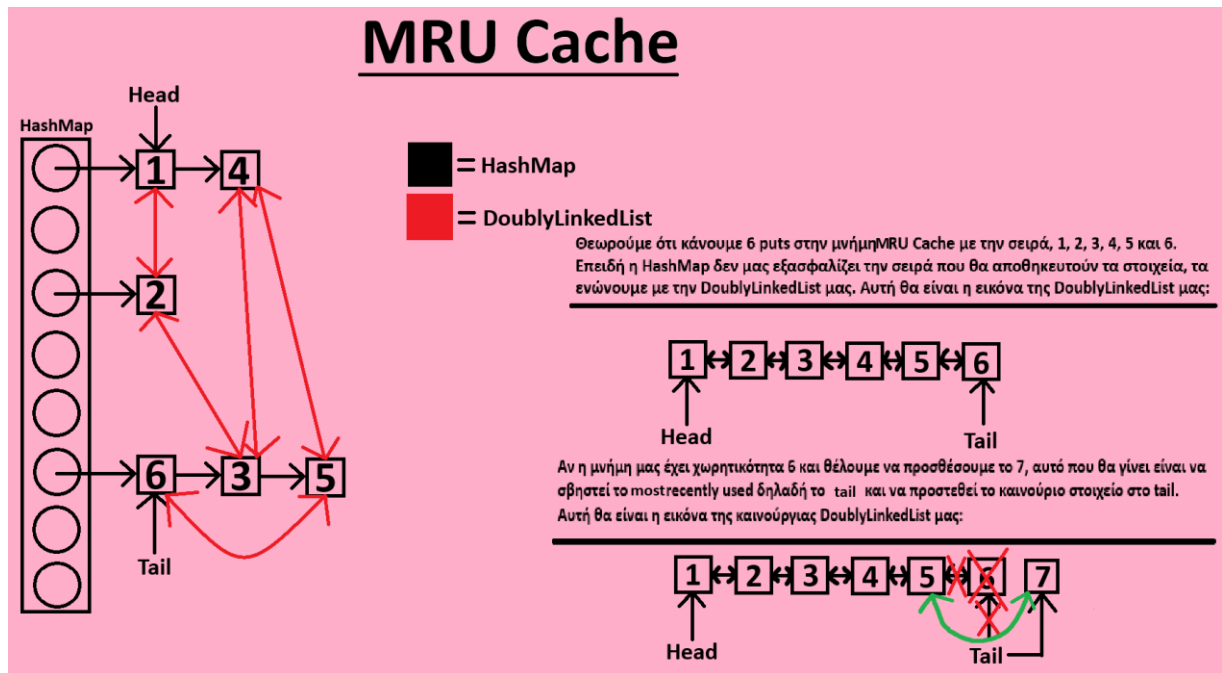 MRU Cache
Head
HashMap
1 4
2
6 3 5
Tail
= HashMap
= DoublyLinkedList
Θεωρούμε ότι κάνουμε 6 puts στην μνήμηMRU Cache με την σειρά, 1, 2, 3, 4, 5 και 6.
Επειδή η HashMap δεν μας εξασφαλίζει την σειρά που θα αποθηκευτούν τα στοιχεία, τα
ενώνουμε με την DoublyLinkedList μας. Αυτή θα είναι η εικόνα της DoublyLinkedList μας:
1 2 3 4 5 6
Head Tail
Αν η μνήμη μας έχει χωρητικότητα 6 και θέλουμε να προσθέσουμε το 7, αυτό που θα γίνει είναι να
σβηστεί το mostrecently used δηλαδή το tail και να προστεθεί το καινούριο στοιχείο στο tail.
Αυτή θα είναι η εικόνα της καινούργιας DoublyLinkedList μας:
1 2 3 4 5 6 7
Head Tail